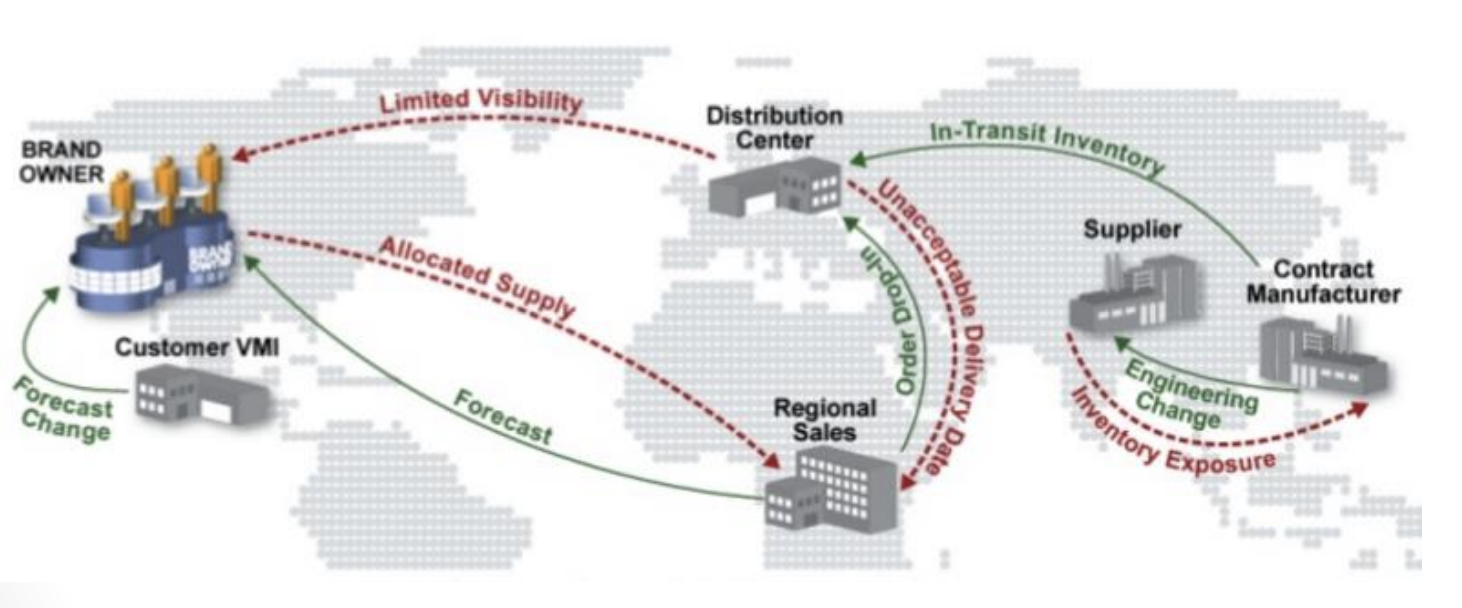 Limited Visibility
Distribution
Center
In-Transit Inventory
BRAND
OWNER
BRAND
OWNER
Unacceptable Delivery Date
Supplier
Allocated Supply
Order Drop-in
Contract
Manufacturer
Customer VMI
Forecast
Change
Forecast
Regional
Sales
Engineering
Change
Inventory Exposure